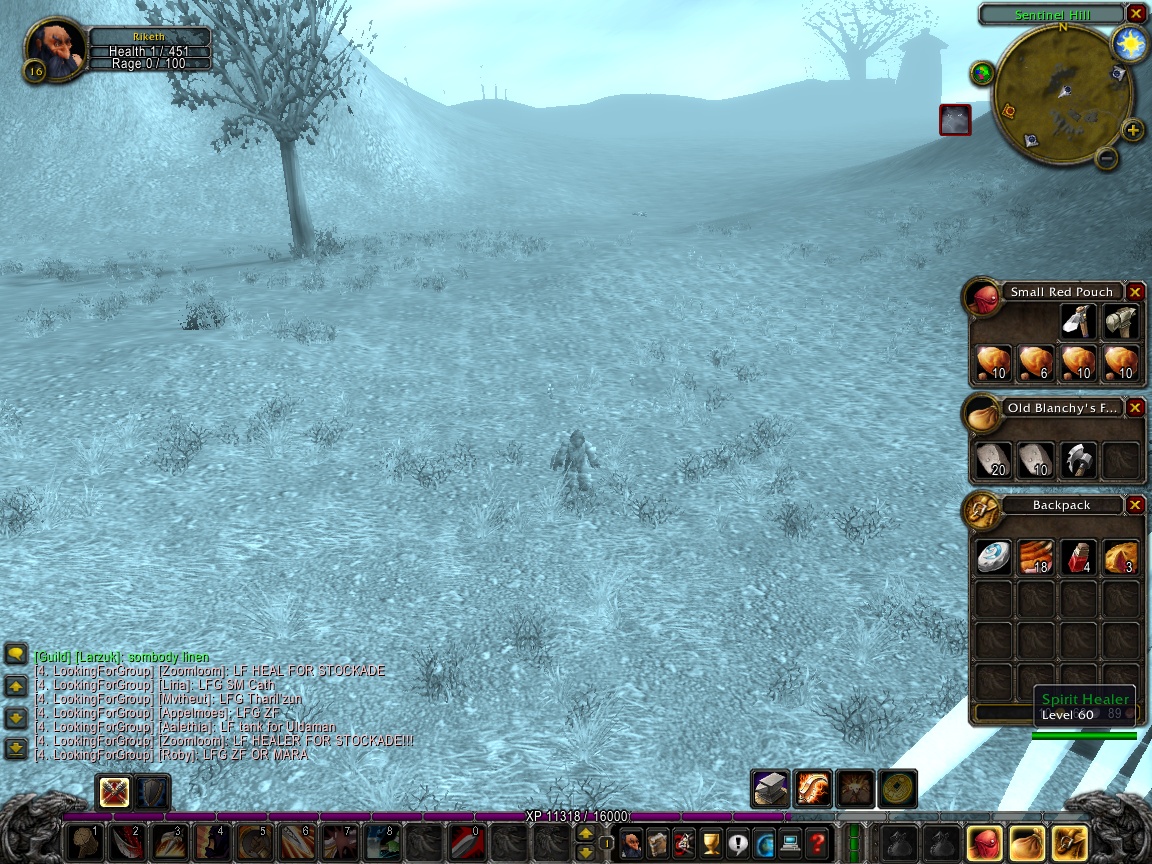 Riketh
Health 1 / 451
Rage 0 / 100
16
Sentinel Hill
N
Small Red Pouch
10
6
10
10
Old Blanchy's F...
20
10
Backpack
18
4
3
Spirit Healer
Level 60
89
[Guild] [Larzuk]: sombody linen
[4. LookingForGroup] [Zoomloom]: LF HEAL FOR STOCKADE
[4. LookingForGroup] [Liria]: LFG SM Cath
[4. LookingForGroup] [Mvtheut]: LFG Tharil'zun
[4. LookingForGroup] [Appelmoes]: LFG ZF
[4. LookingForGroup] [Aalethia]: LF tank for Uldaman
[4. LookingForGroup] [Zoomloom]: LF HEALER FOR STOCKADE!!!
[4. LookingForGroup] [Roby]: LFG ZF OR MARA
XP 11318 / 16000
1
2
3
4
5
6
7
8
0
1